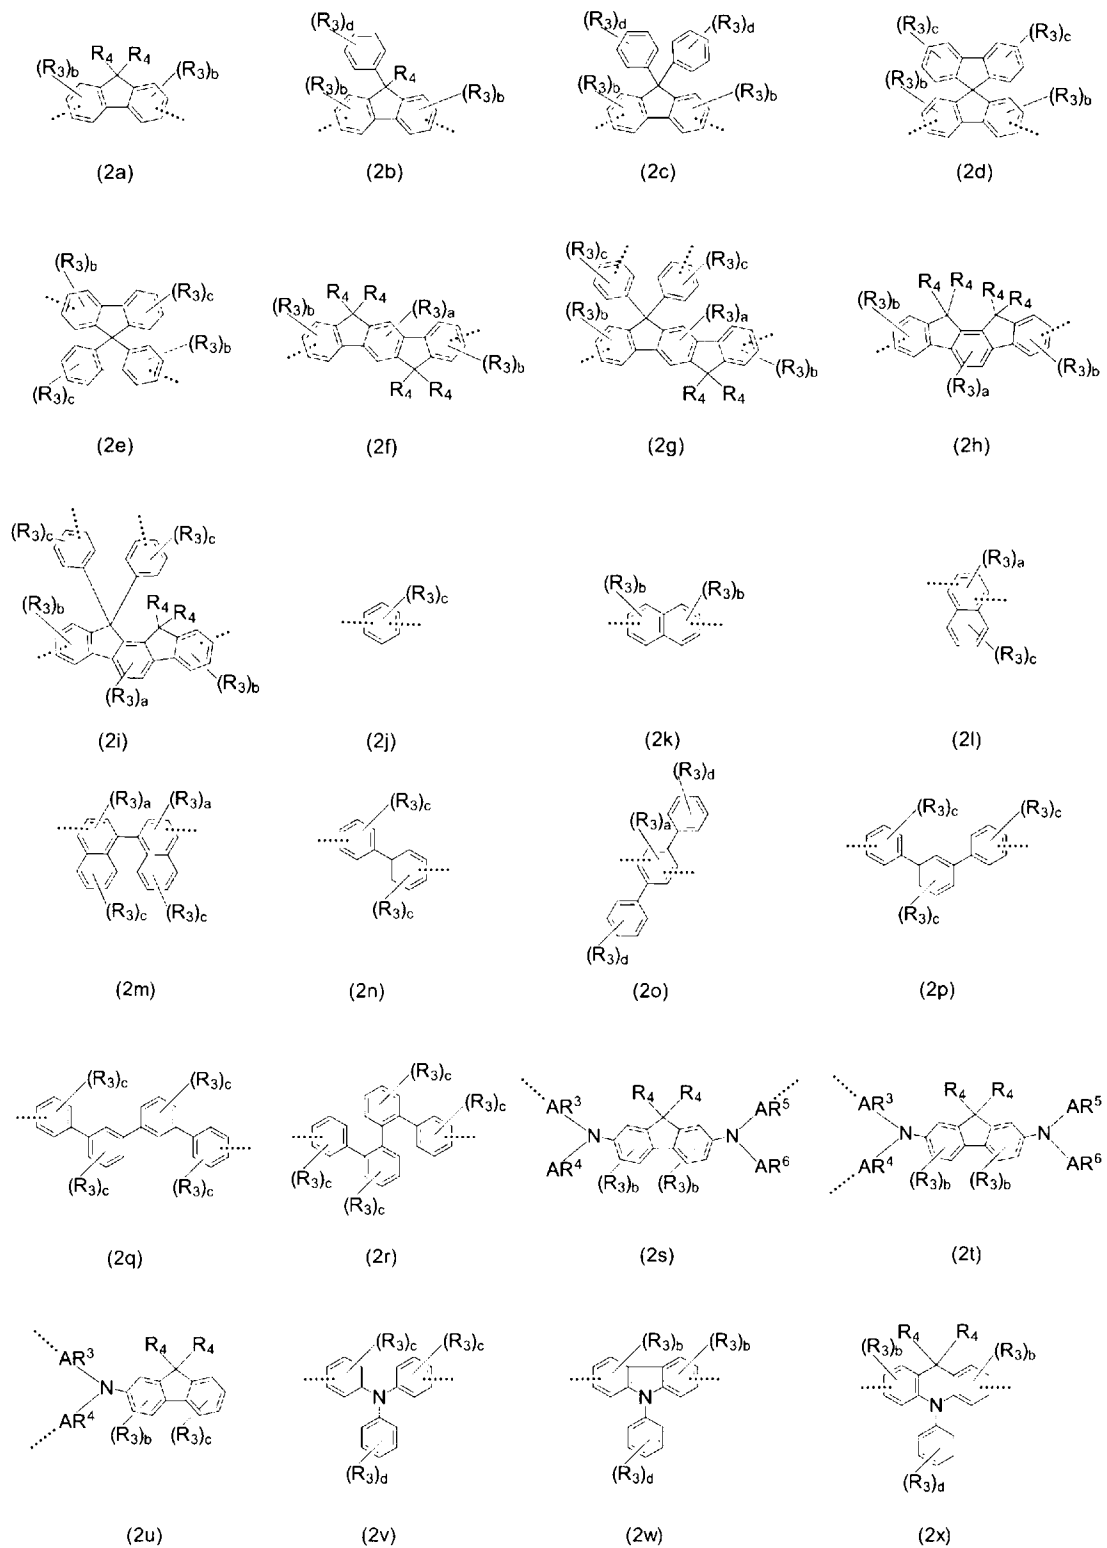 (R3)d (R3)d (R3)d (R3)c (R3)c
R4 R4 R4
(R3)b (R3)b (R3)b (R3)b (R3)b (R3)b (R3)b (R3)b
(2a) (2b) (2c) (2d)
(R3)b (R3)c (R3)c (R3)c
R4 R4 R4 R4 R4 R4
(R3)b (R3)a (R3)b (R3)a (R3)b
(R3)b (R3)b (R3)b (R3)b
(R3)c R4 R4 R4 R4 (R3)a
(2e) (2f) (2g) (2h)
(R3)c (R3)c
(R3)b R4 R4 (R3)c (R3)b (R3)b (R3)a
(R3)a (R3)b (R3)c
(2i) (2j) (2k) (2l)
(R3)a (R3)a (R3)c (R3)d (R3)a (R3)c (R3)c
(R3)c (R3)c (R3)c (R3)d (R3)c
(2m) (2n) (2o) (2p)
(R3)c (R3)c (R3)c (R3)c
AR3 R4 R4 AR5 AR3 R4 R4 AR5
N N N N
AR4 AR6 AR4 AR6
(R3)c (R3)c (R3)c (R3)c (R3)b (R3)b (R3)b (R3)b
(2q) (2r) (2s) (2t)
AR3 R4 R4 (R3)c (R3)c (R3)b (R3)b (R3)b R4 R4 (R3)b
N N N N
AR4 (R3)b (R3)c (R3)d (R3)d (R3)d
(2u) (2v) (2w) (2x)